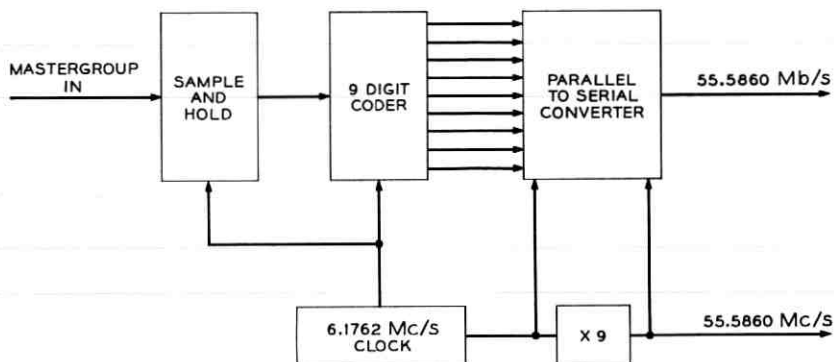 MASTERGROUP
IN
SAMPLE
AND
HOLD
9 DIGIT
CODER
PARALLEL
TO SERIAL
CONVERTER
55.5860 Mb/s
6.1762 Mc/s
CLOCK
X 9
55.5860 Mc/s